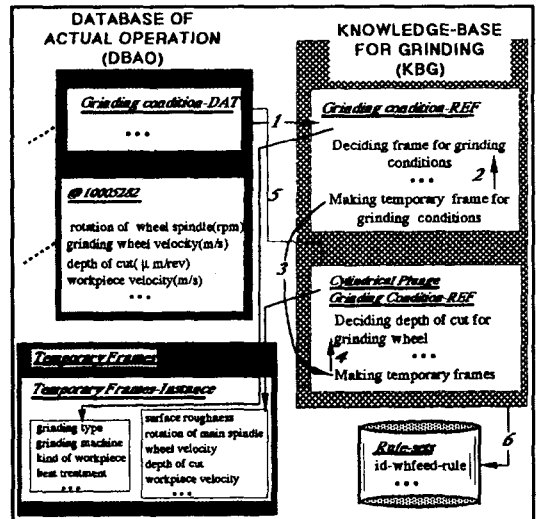 DATABASE OF
ACTUAL OPERATION
(DBAO)
Grinding condition-DAT
• • •
@10005282
rotation of wheel spindle(rpm)
grinding wheel velocity(m/s)
depth of cut( μ m/rev)
workpiece velocity(m/s)
• • •
KNOWLEDGE-BASE
FOR GRINDING
(KBG)
Grinding condition-REF
Deciding frame for grinding
conditions
• • •
Making temporary frame for
grinding conditions
Cylindrical Plunge
Grinding Condition-REF
Deciding depth of cut for
grinding wheel
• • •
Making temporary frames
1
2
3
4
5
6
Temporary Frames
Temporary Frames-Instance
grinding type
grinding machine
kind of workpiece
heat treatment
• • •
surface roughness
rotation of main spindle
wheel velocity
depth of cut
workpiece velocity
• • •
Rule-sets
id-whfeed-rule
• • •